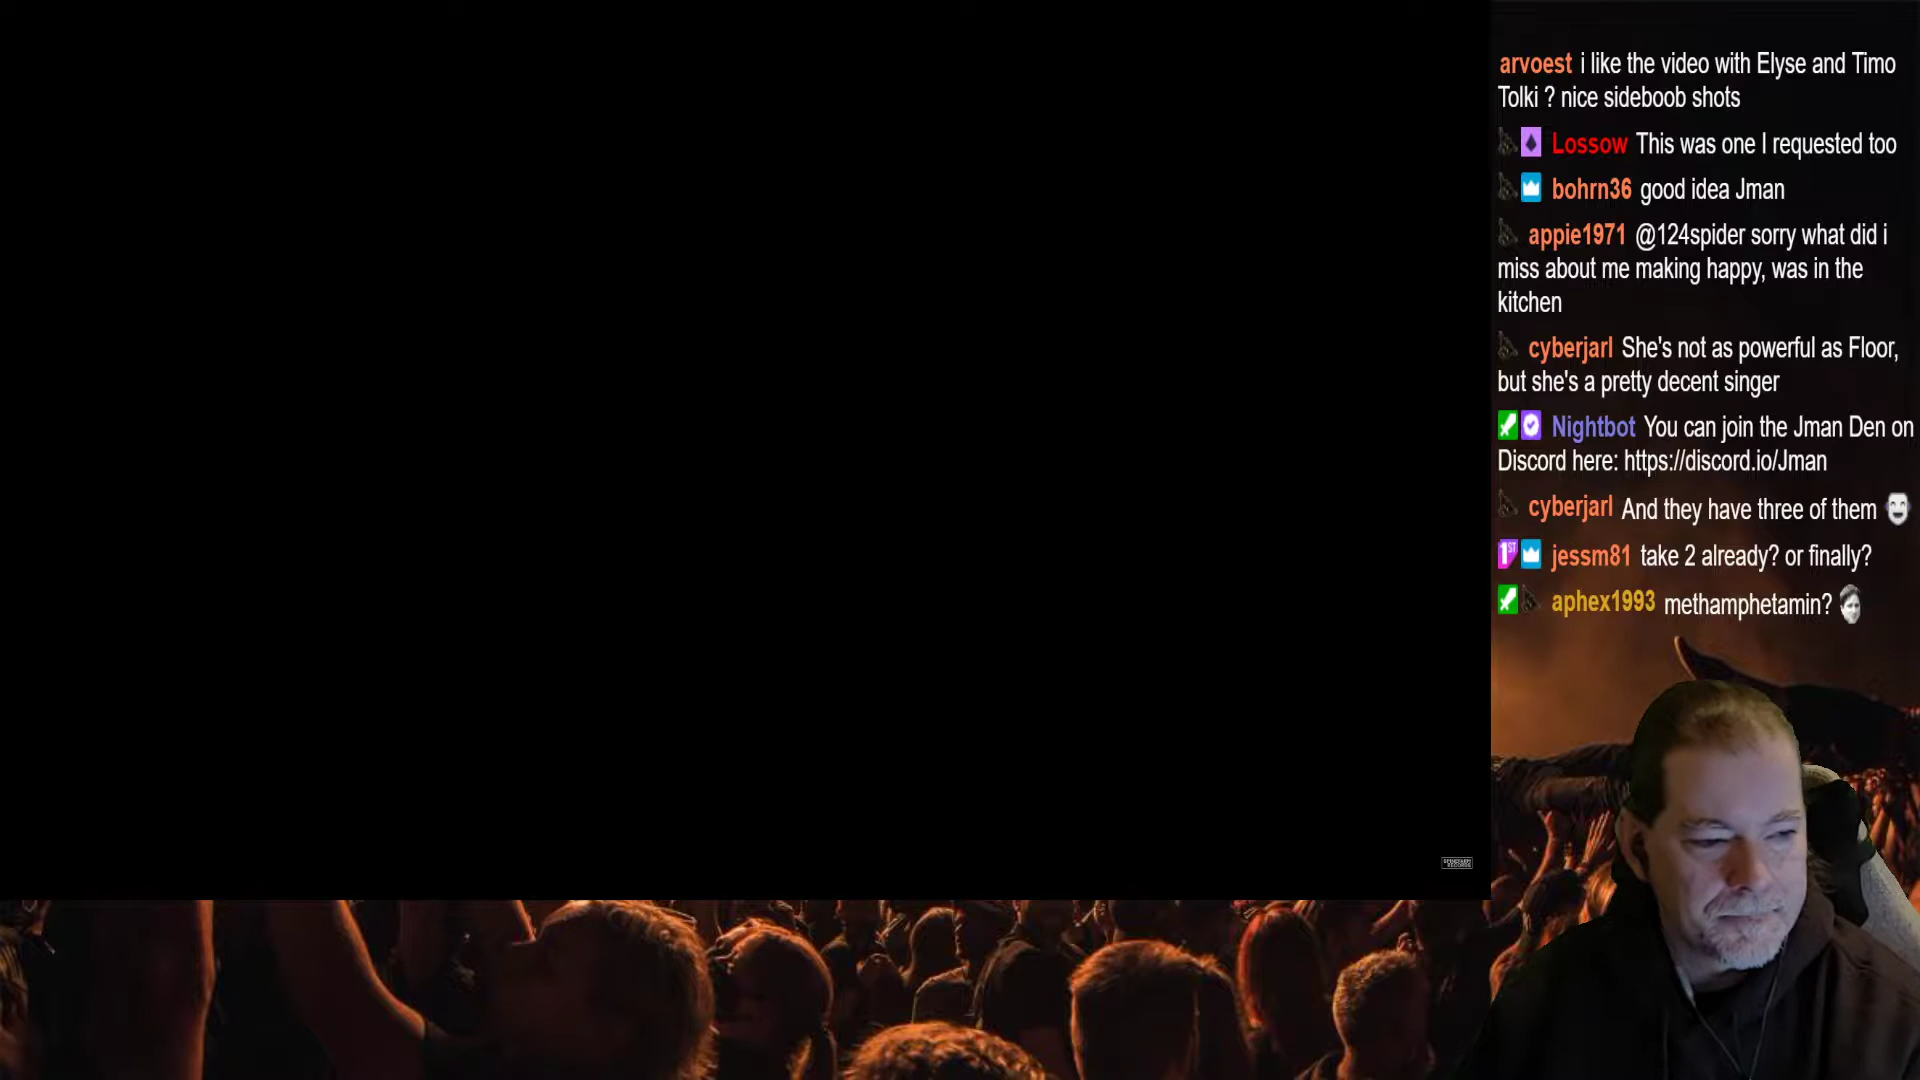 arvoest i like the video with Elyse and Timo
Tolki ? nice sideboob shots
Lossow This was one I requested too
bohrn36 good idea Jman
appie1971 @124spider sorry what did i
miss about me making happy, was in the
kitchen
cyberjarl She's not as powerful as Floor,
but she's a pretty decent singer
Nightbot You can join the Jman Den on
Discord here: https://discord.io/Jman
cyberjarl And they have three of them
1ST jessm81 take 2 already? or finally?
aphex1993 methamphetamin?
SPINEFARM
RECORDS